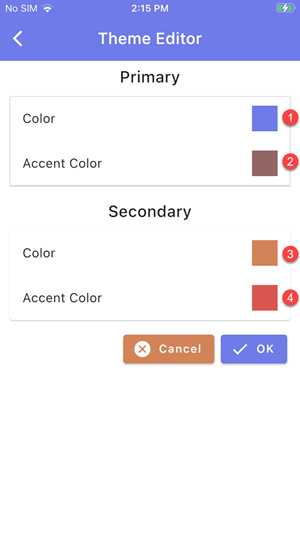 No SIM 2:15 PM
Theme Editor
Primary
Color 1
Accent Color 2
Secondary
Color 3
Accent Color 4
Cancel OK